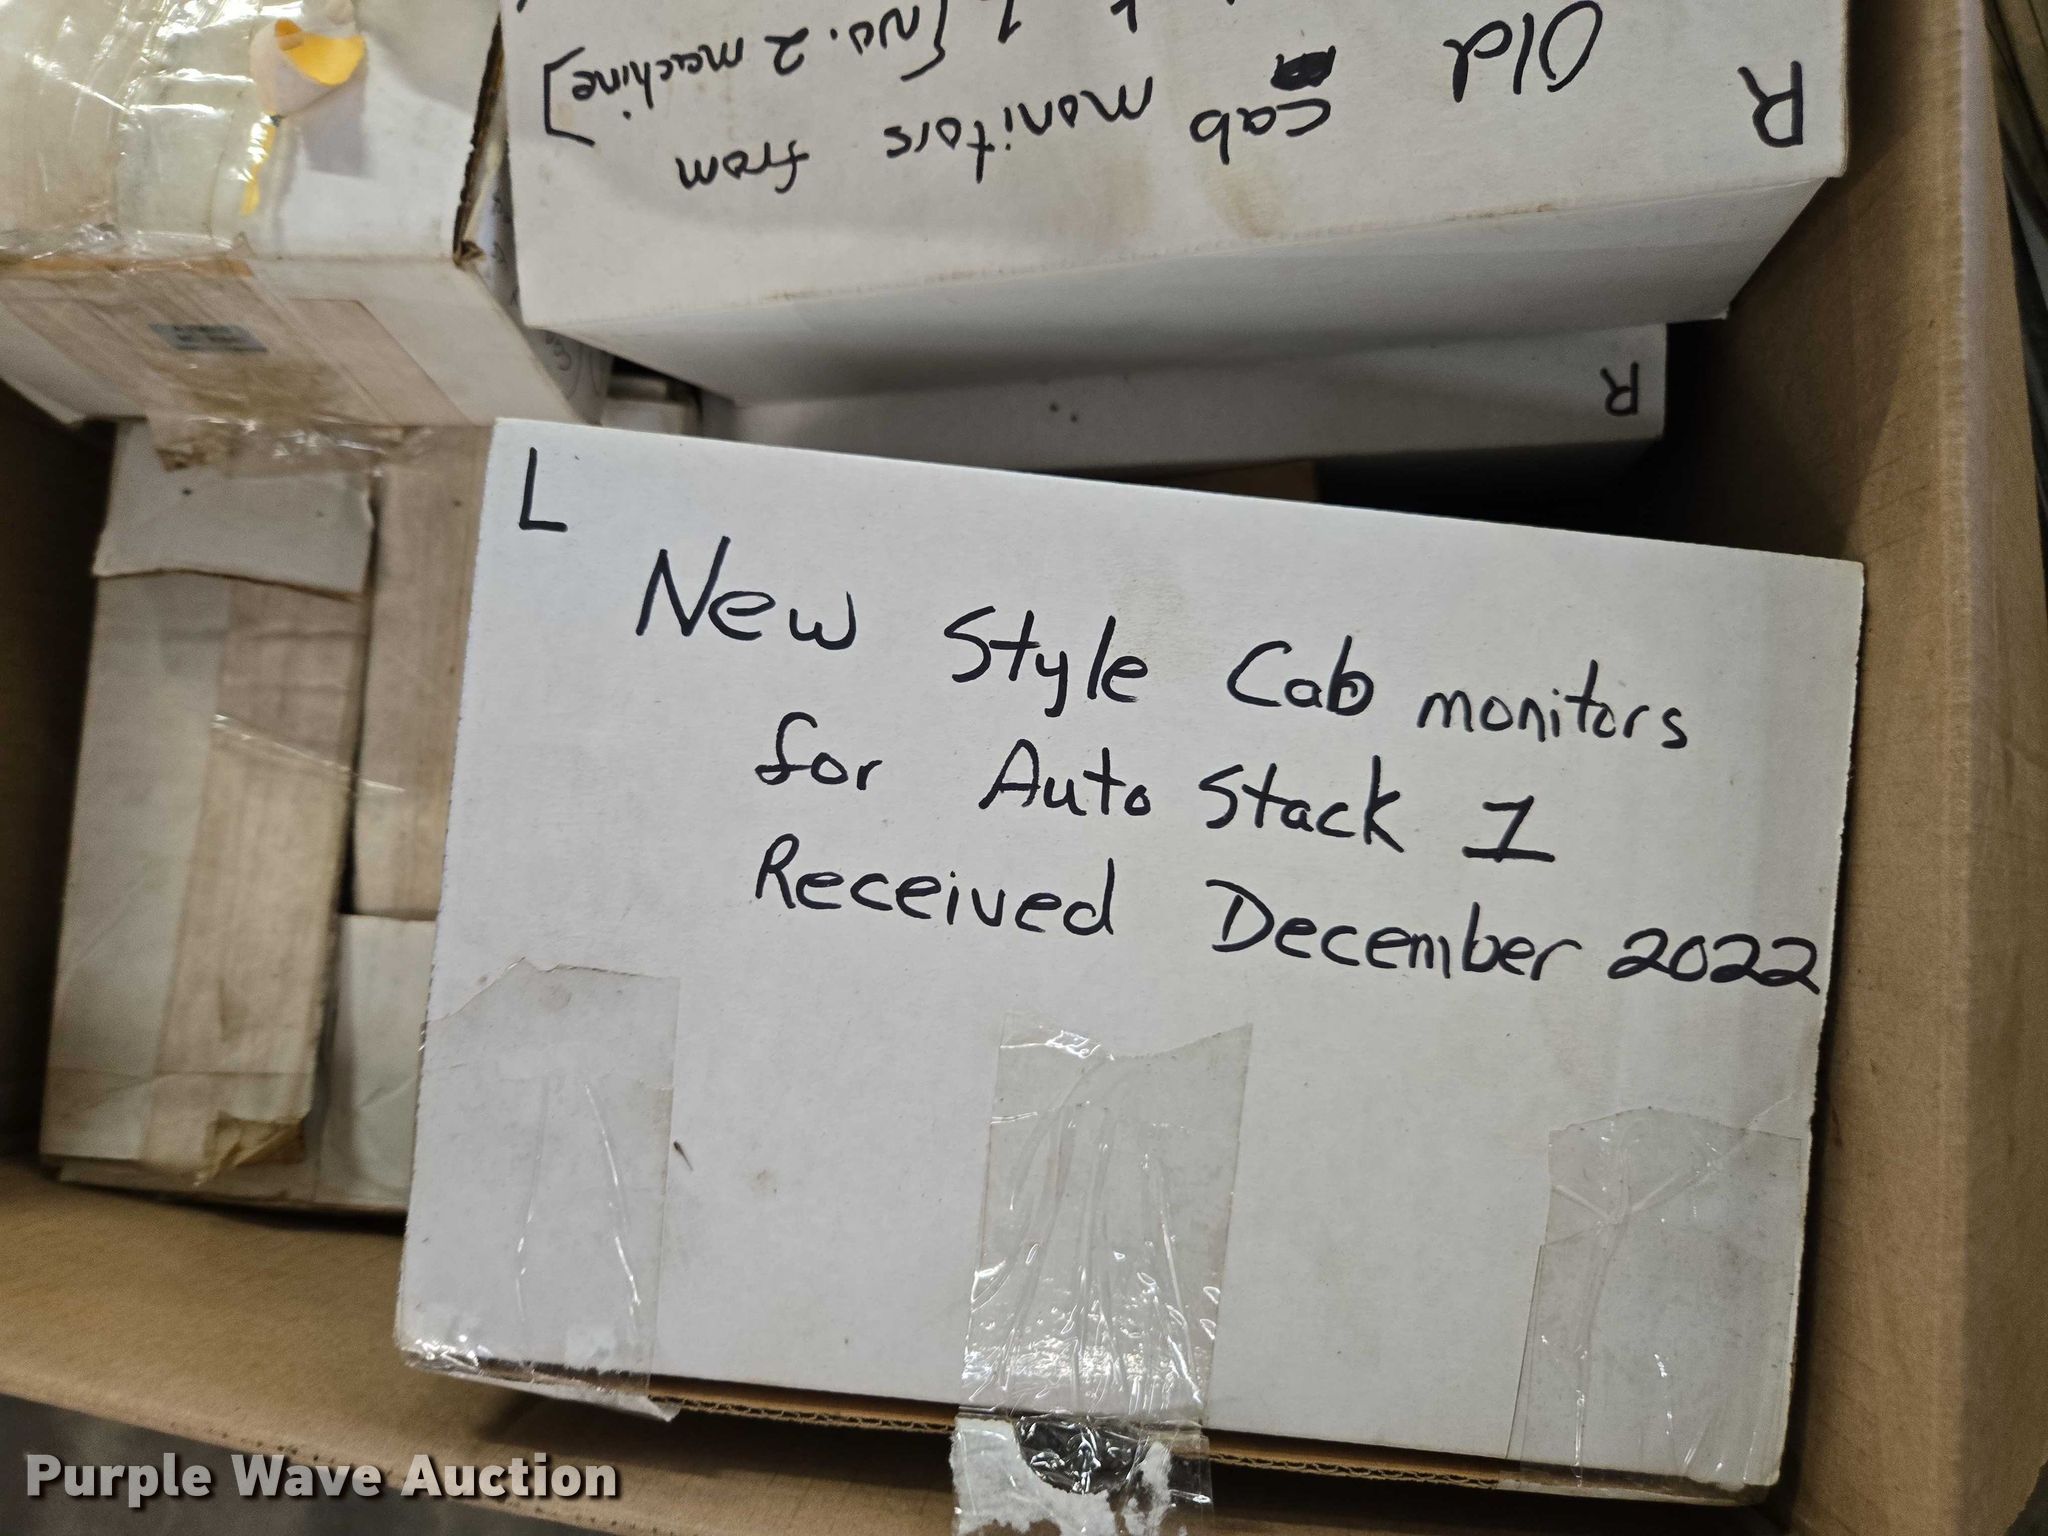 R
Old cab monitors from
1 [No. 2 machine]
R
L
New Style Cab monitors
for Auto Stack 1
Received December 2022
Purple Wave Auction